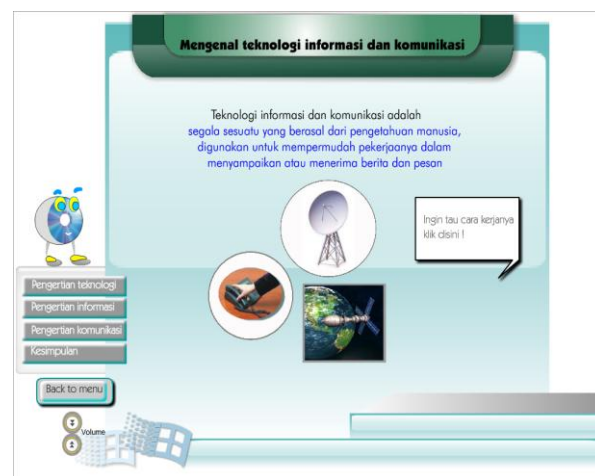 Mengenal teknologi informasi dan komunikasi
Teknologi informasi dan komunikasi adalah
segala sesuatu yang berasal dari pengetahuan manusia,
digunakan untuk mempermudah pekerjaanya dalam
menyampaikan atau menerima berita dan pesan
Ingin tau cara kerjanya
klik disini !
Pengertian teknologi
Pengertian informasi
Pengertian komunikasi
Kesimpulan
Back to menu
Volume